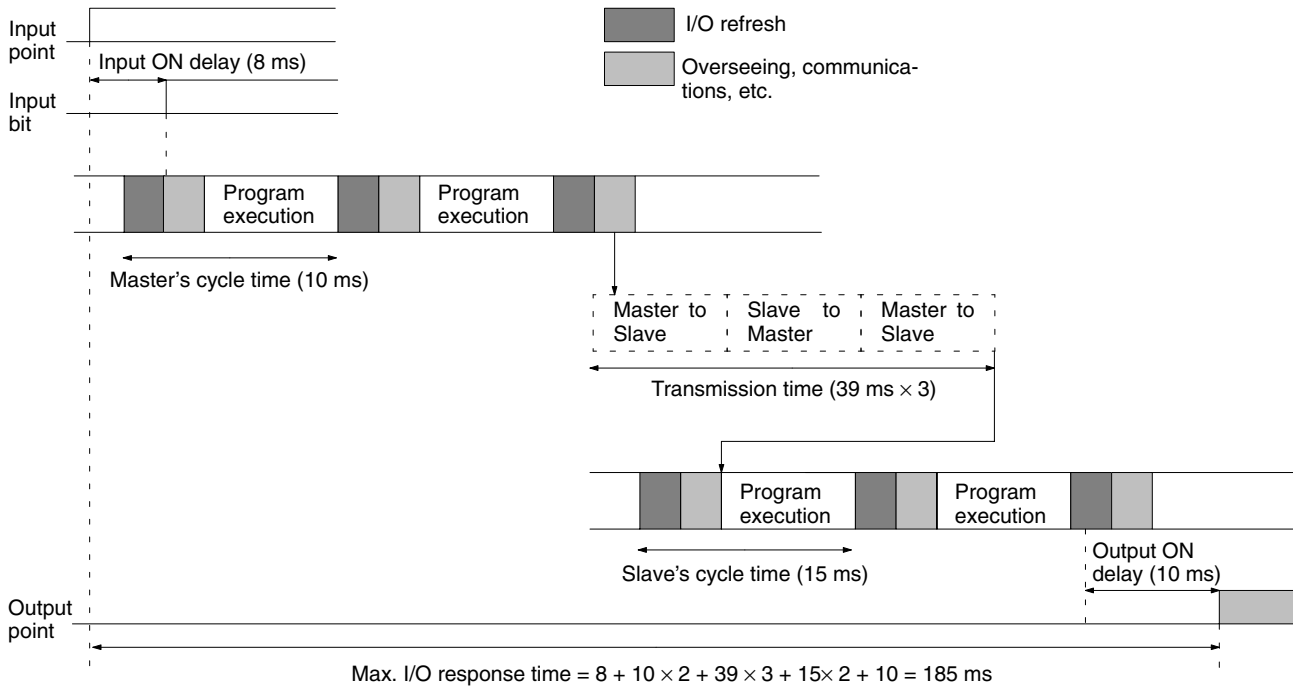 Input
point
I/O refresh
Input ON delay (8 ms)
Overseeing, communica-
tions, etc.
Input
bit
Program
execution
Program
execution
Master's cycle time (10 ms)
Master to
Slave
Slave to
Master
Master to
Slave
Transmission time (39 ms × 3)
Program
execution
Program
execution
Slave's cycle time (15 ms)
Output ON
delay (10 ms)
Output
point
Max. I/O response time = 8 + 10 × 2 + 39 × 3 + 15× 2 + 10 = 185 ms